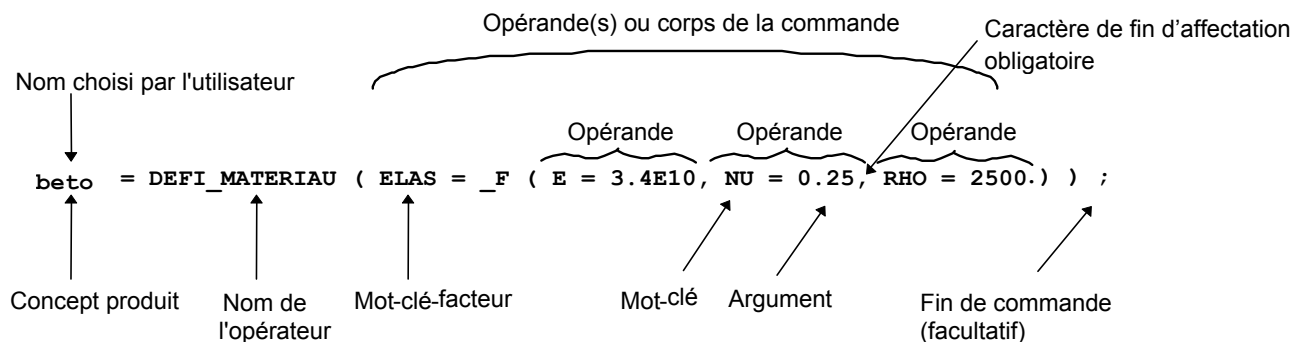 Opérande(s) ou corps de la commande
Caractère de fin d’affectation
obligatoire
Nom choisi par l'utilisateur
Opérande
Opérande
Opérande
beto = DEFI_MATERIAU ( ELAS = _F ( E = 3.4E10, NU = 0.25, RHO = 2500.) ) ;
Concept produit
Nom de
l'opérateur
Mot-clé-facteur
Mot-clé
Argument
Fin de commande
(facultatif)